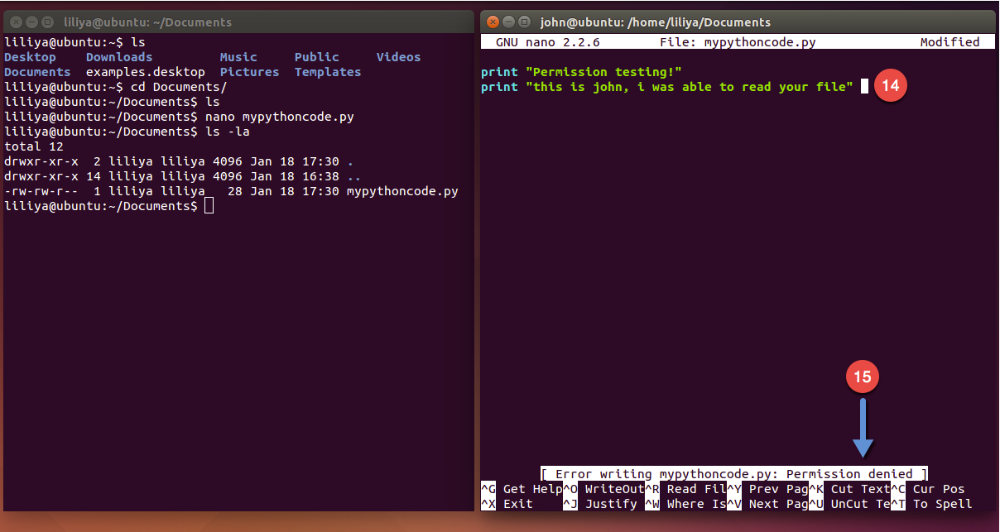 liliya@ubuntu: ~/Documents
liliya@ubuntu:~$ ls
Desktop    Downloads         Music     Public     Videos
Documents  examples.desktop  Pictures  Templates
liliya@ubuntu:~$ cd Documents/
liliya@ubuntu:~/Documents$ ls
liliya@ubuntu:~/Documents$ nano mypythoncode.py
liliya@ubuntu:~/Documents$ ls -la
total 12
drwxr-xr-x  2 liliya liliya 4096 Jan 18 17:30 .
drwxr-xr-x 14 liliya liliya 4096 Jan 18 16:38 ..
-rw-rw-r--  1 liliya liliya   28 Jan 18 17:30 mypythoncode.py
liliya@ubuntu:~/Documents$
john@ubuntu: /home/liliya/Documents
GNU nano 2.2.6        File: mypythoncode.py              Modified
print "Permission testing!"
print "this is john, i was able to read your file"
14
15
[ Error writing mypythoncode.py: Permission denied ]
^G Get Help^O WriteOut^R Read Fil^Y Prev Pag^K Cut Text^C Cur Pos
^X Exit    ^J Justify ^W Where Is^V Next Pag^U UnCut Te^T To Spell